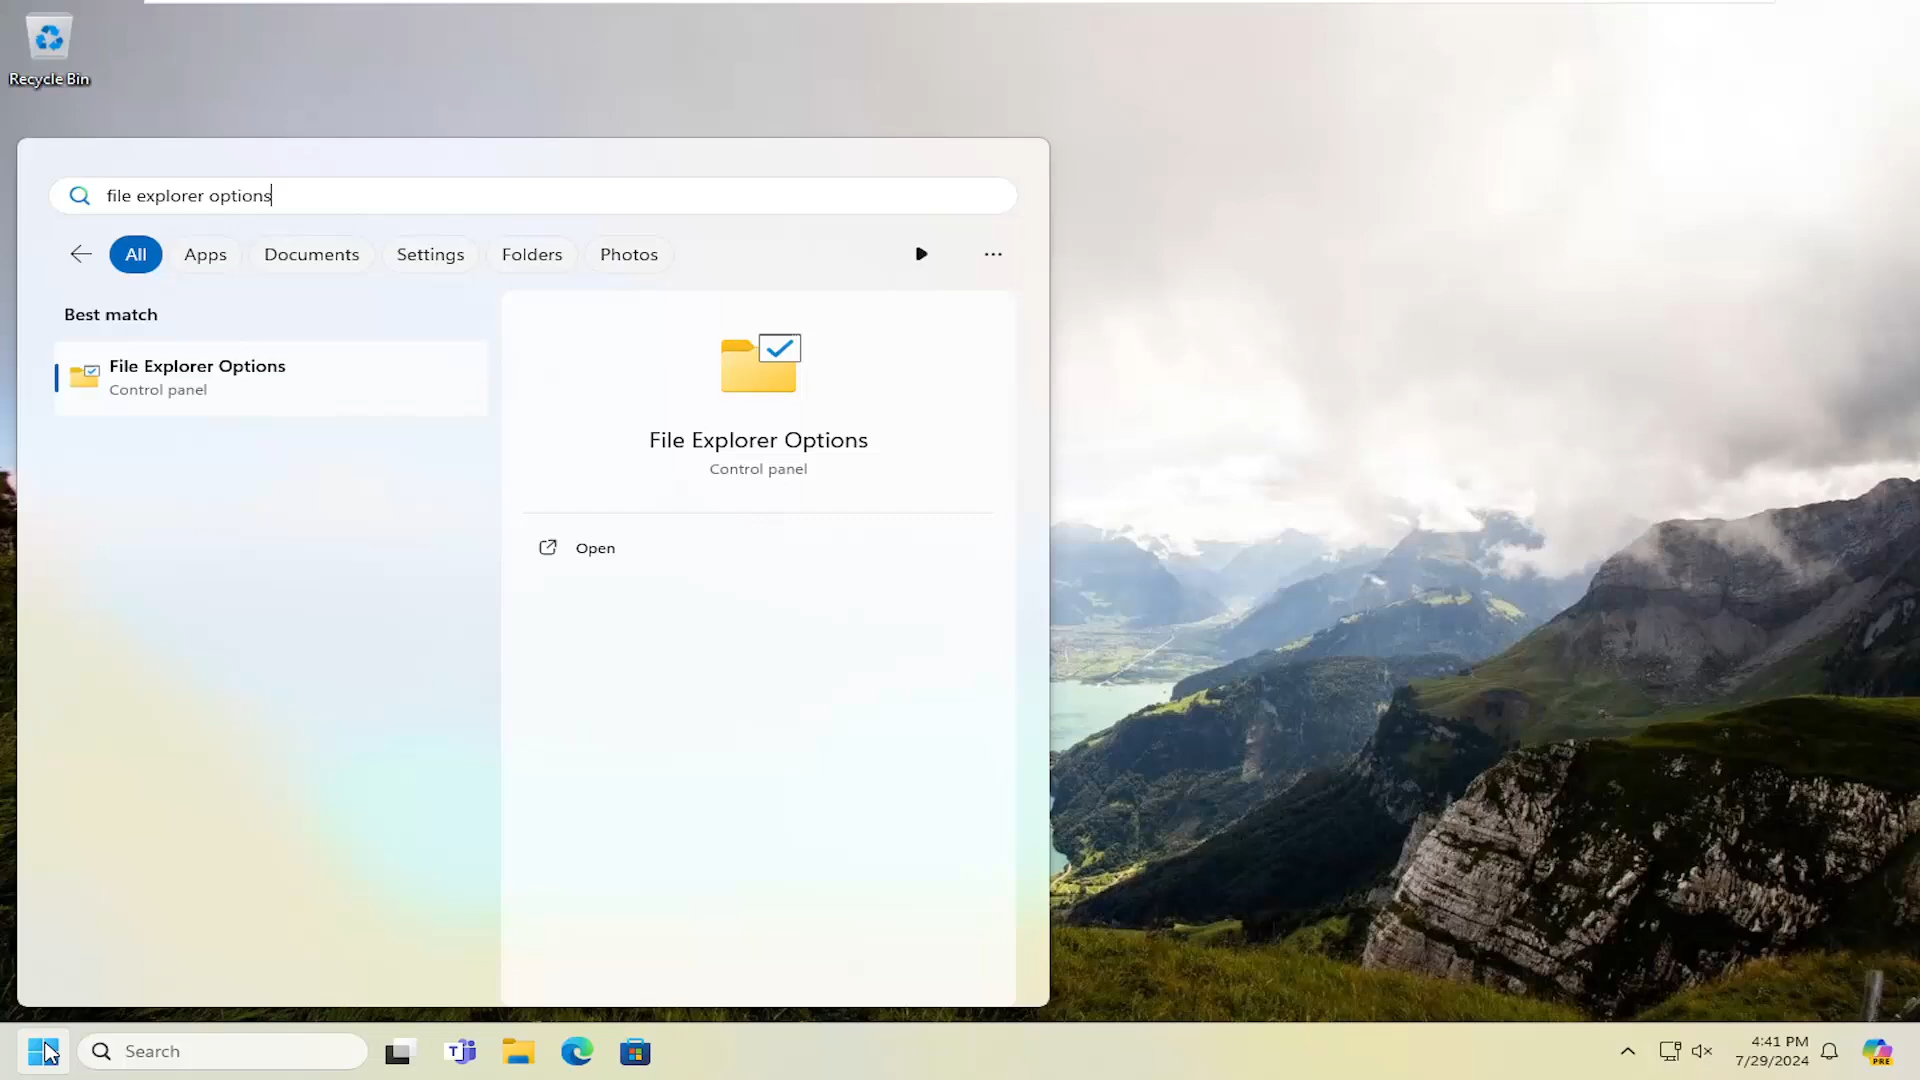 Recycle Bin
file explorer options
All Apps Documents Settings Folders Photos
Best match
File Explorer Options
Control panel
File Explorer Options
Control panel
Open
Search
4:41 PM
7/29/2024
T
PRE